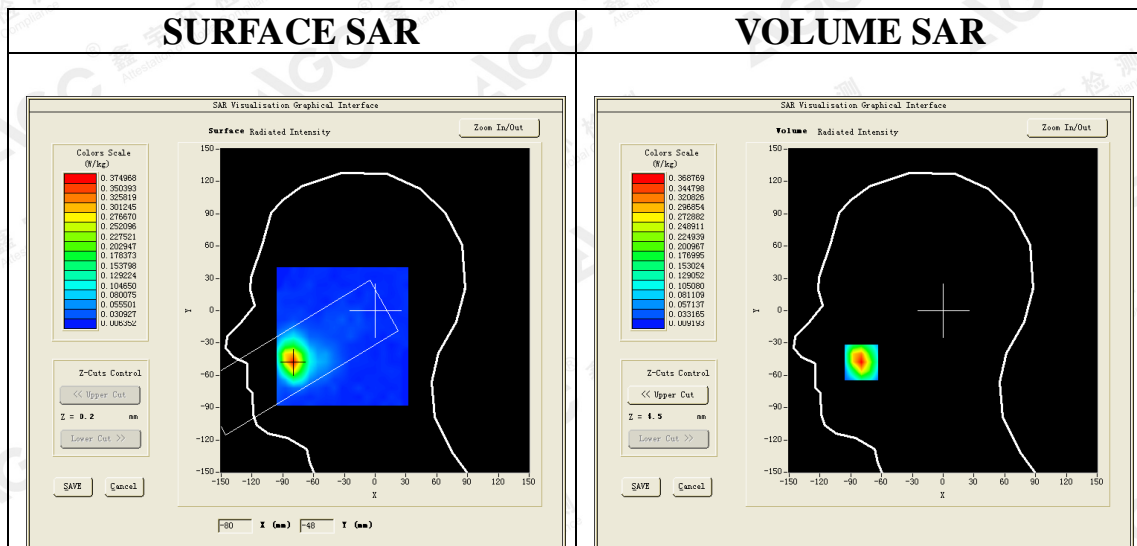 SURFACE SAR
VOLUME SAR
SAR Visualisation Graphical Interface
Surface Radiated Intensity
Zoom In/Out
Colors Scale
(W/kg)
0.374968
0.350393
0.325819
0.301245
0.276670
0.252096
0.227521
0.202947
0.178373
0.153798
0.129224
0.104650
0.080075
0.055501
0.030927
0.006352
Z-Cuts Control
<< Upper Cut
Z = 0.2 mm
Lower Cut >>
SAVE Cancel
150
120
90
60
30
0
-30
-60
-90
-120
-150
Y
-150 -120 -90 -60 -30 0 30 60 90 120 150
X
-80 X (mm) -48 Y (mm)
SAR Visualisation Graphical Interface
Volume Radiated Intensity
Zoom In/Out
Colors Scale
(W/kg)
0.368769
0.344798
0.320826
0.296854
0.272882
0.248911
0.224939
0.200967
0.176995
0.153024
0.129052
0.105080
0.081109
0.057137
0.033165
0.009193
Z-Cuts Control
<< Upper Cut
Z = 4.5 mm
Lower Cut >>
SAVE Cancel
150
120
90
60
30
0
-30
-60
-90
-120
-150
Y
-150 -120 -90 -60 -30 0 30 60 90 120 150
X